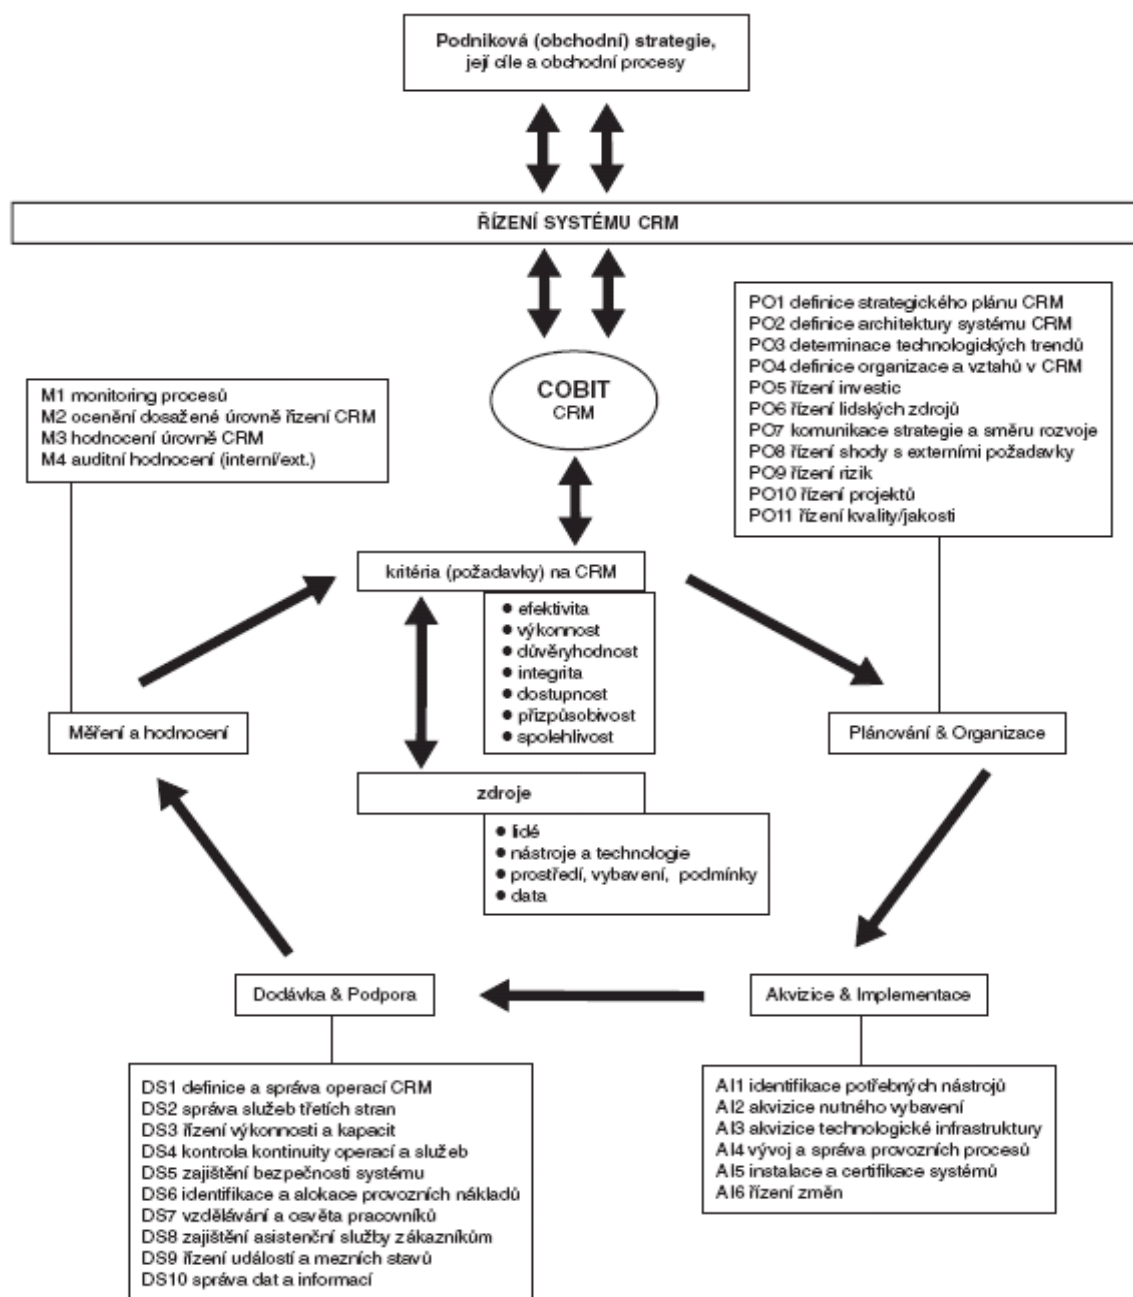 Podniková (obchodní) strategie,
její cíle a obchodní procesy
ŘÍZENÍ SYSTÉMU CRM
COBIT
CRM
PO1 definice strategického plánu CRM
PO2 definice architektury systému CRM
PO3 determinace technologických trendů
PO4 definice organizace a vztahů v CRM
PO5 řízení investic
PO6 řízení lidských zdrojů
PO7 komunikace strategie a směru rozvoje
PO8 řízení shody s externími požadavky
PO9 řízení rizik
PO10 řízení projektů
PO11 řízení kvality/jakosti
M1 monitoring procesů
M2 ocenění dosažené úrovně řízení CRM
M3 hodnocení úrovně CRM
M4 auditní hodnocení (interní/ext.)
kritéria (požadavky) na CRM
● efektivita
● výkonnost
● důvěryhodnost
● integrita
● dostupnost
● přizpůsobivost
● spolehlivost
Měření a hodnocení
Plánování & Organizace
zdroje
● lidé
● nástroje a technologie
● prostředí, vybavení, podmínky
● data
Dodávka & Podpora
Akvizice & Implementace
DS1 definice a správa operací CRM
DS2 správa služeb třetích stran
DS3 řízení výkonnosti a kapacit
DS4 kontrola kontinuity operací a služeb
DS5 zajištění bezpečnosti systému
DS6 identifikace a alokace provozních nákladů
DS7 vzdělávání a osvěta pracovníků
DS8 zajištění asistenční služby zákazníkům
DS9 řízení událostí a mezních stavů
DS10 správa dat a informací
AI1 identifikace potřebných nástrojů
AI2 akvizice nutného vybavení
AI3 akvizice technologické infrastruktury
AI4 vývoj a správa provozních procesů
AI5 instalace a certifikace systémů
AI6 řízení změn